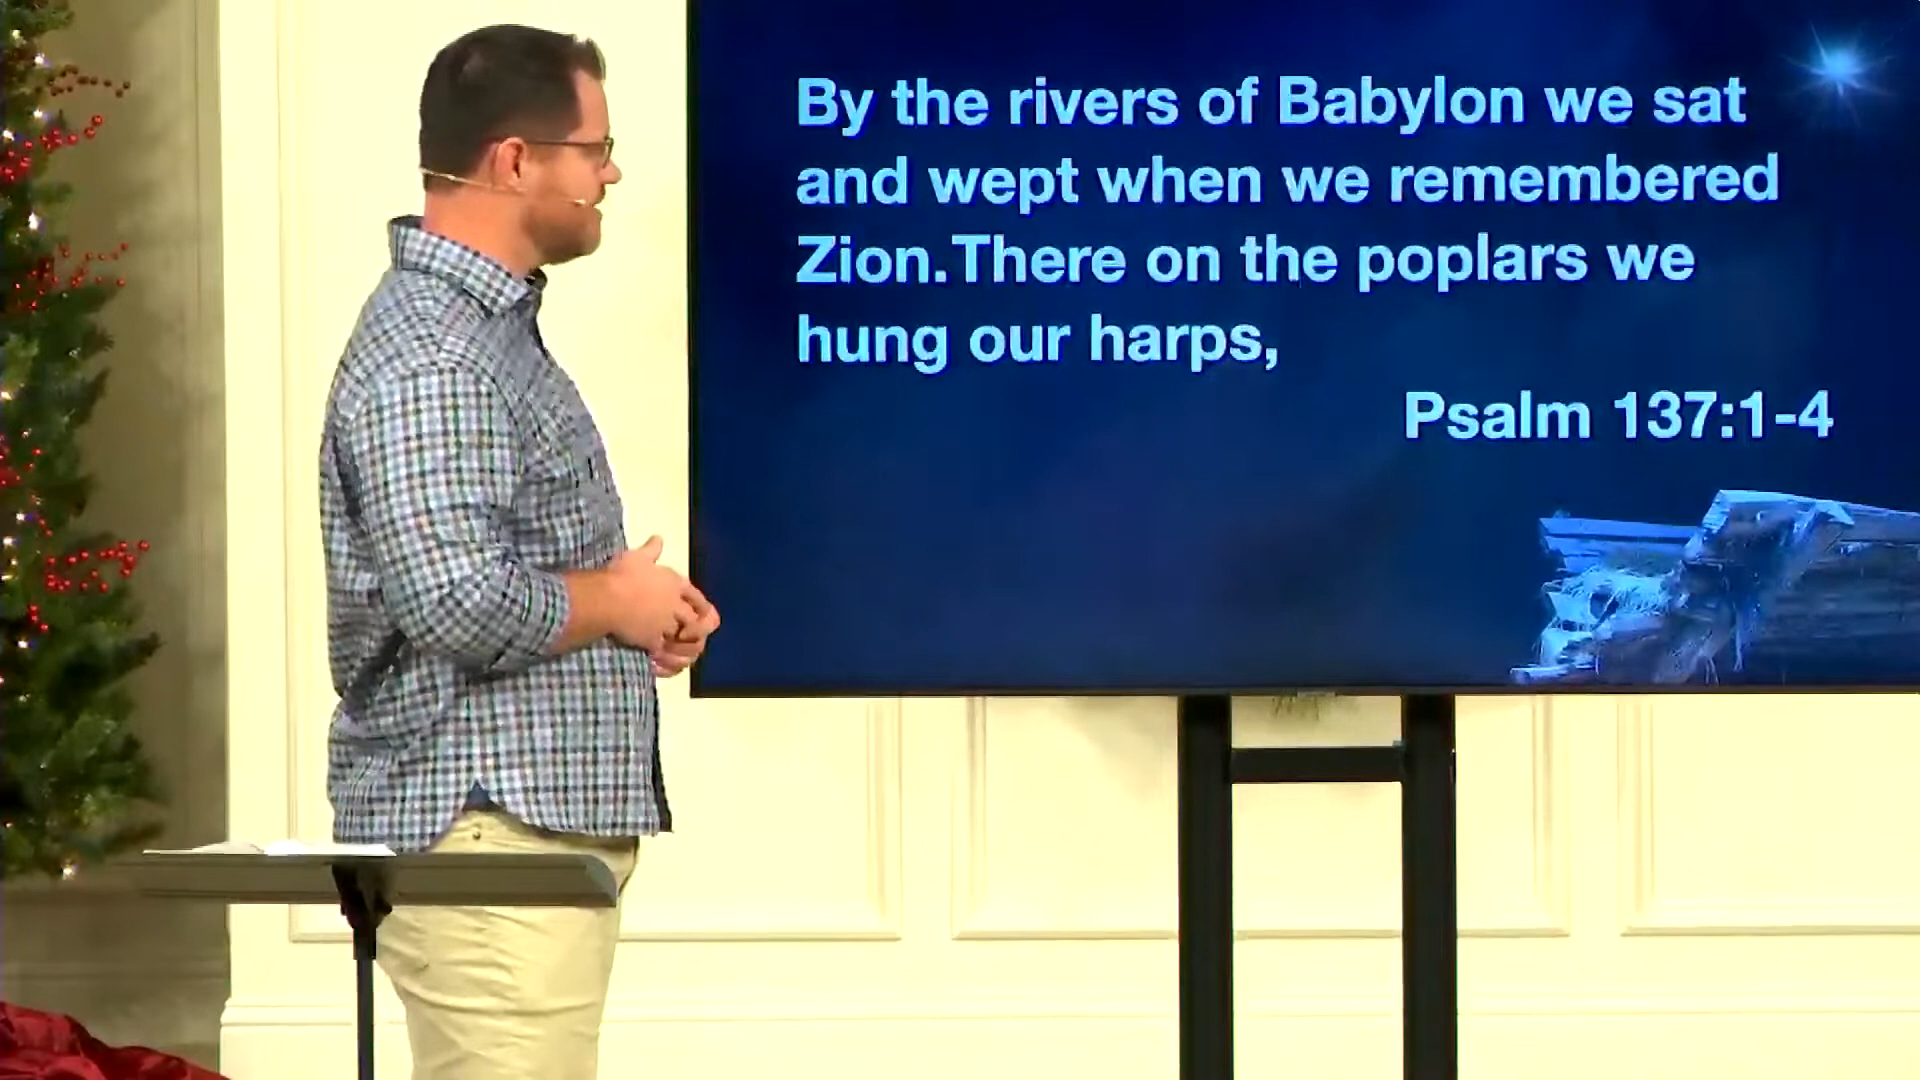 By the rivers of Babylon we sat
and wept when we remembered
Zion.There on the poplars we
hung our harps,
Psalm 137:1-4